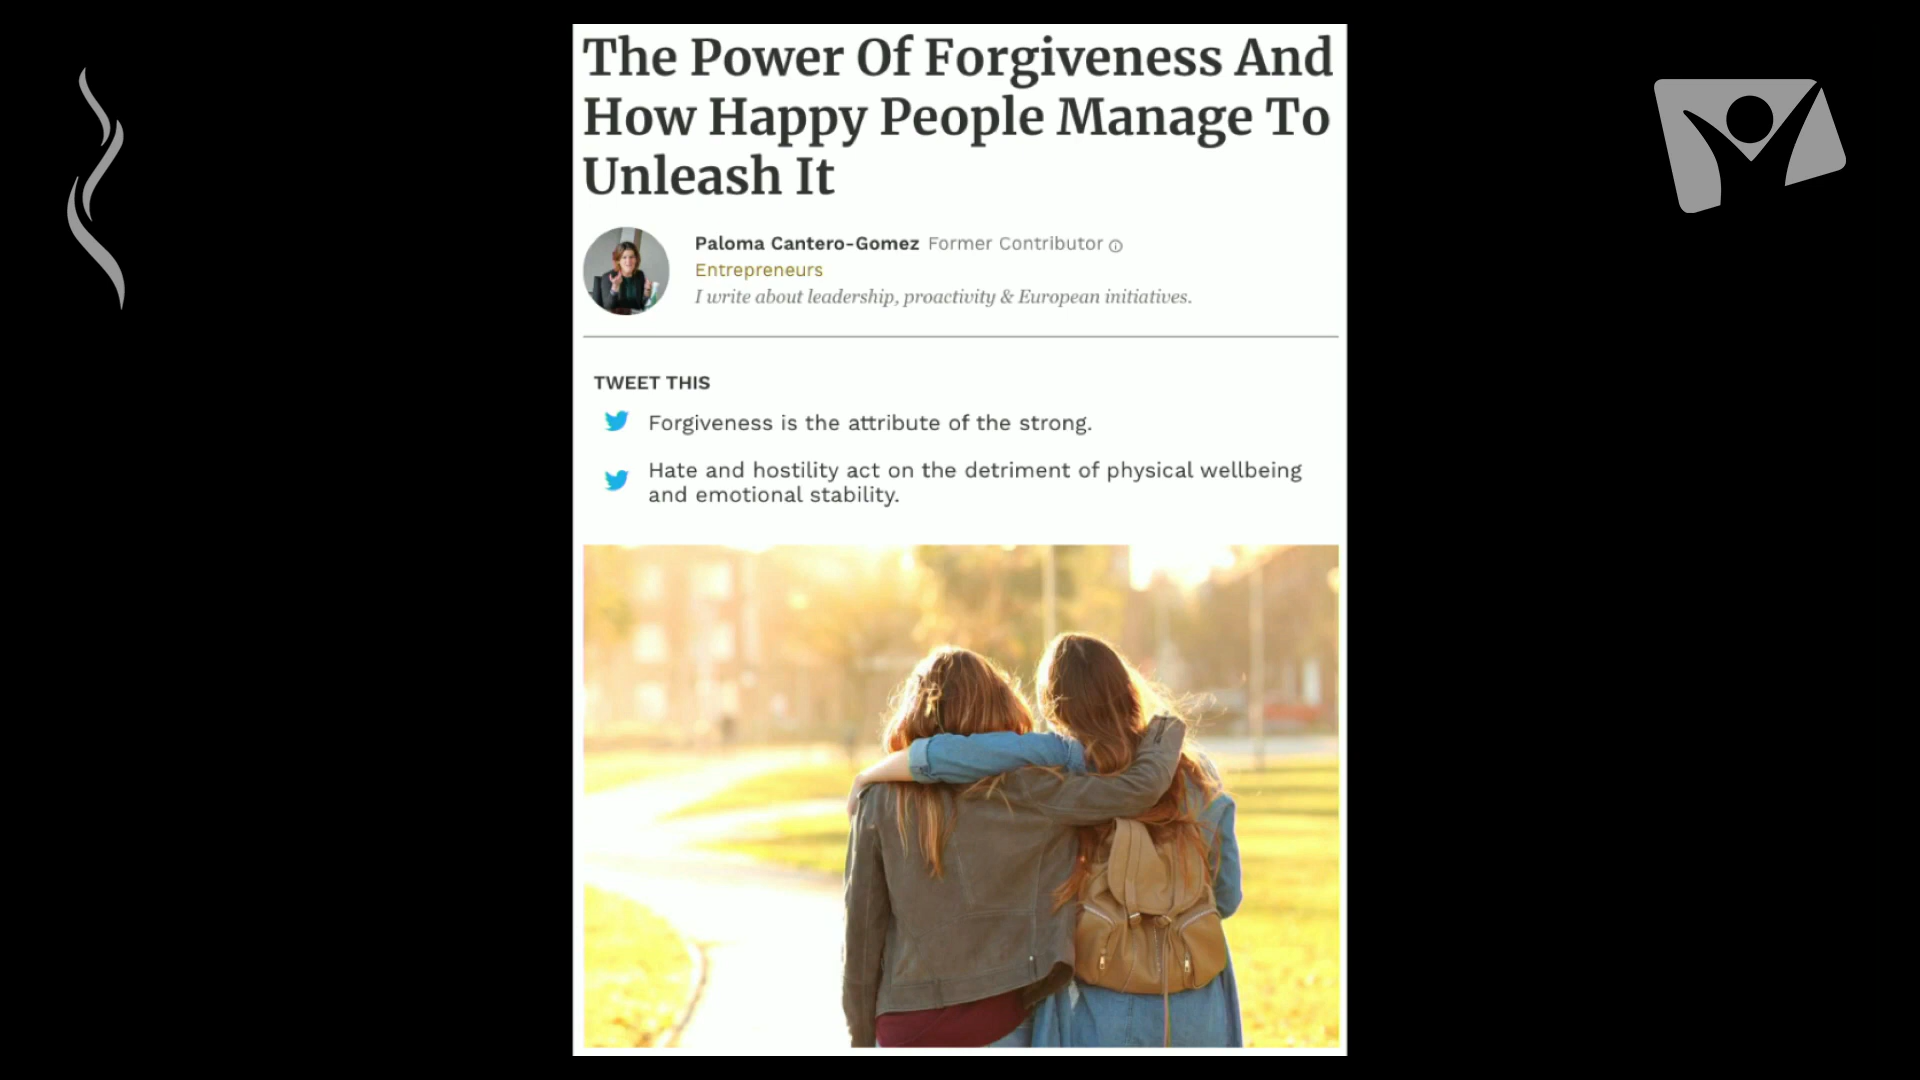 The Power Of Forgiveness And
How Happy People Manage To
Unleash It
Paloma Cantero-Gomez Former Contributor
Entrepreneurs
I write about leadership, proactivity & European initiatives.
TWEET THIS
Forgiveness is the attribute of the strong.
Hate and hostility act on the detriment of physical wellbeing
and emotional stability.